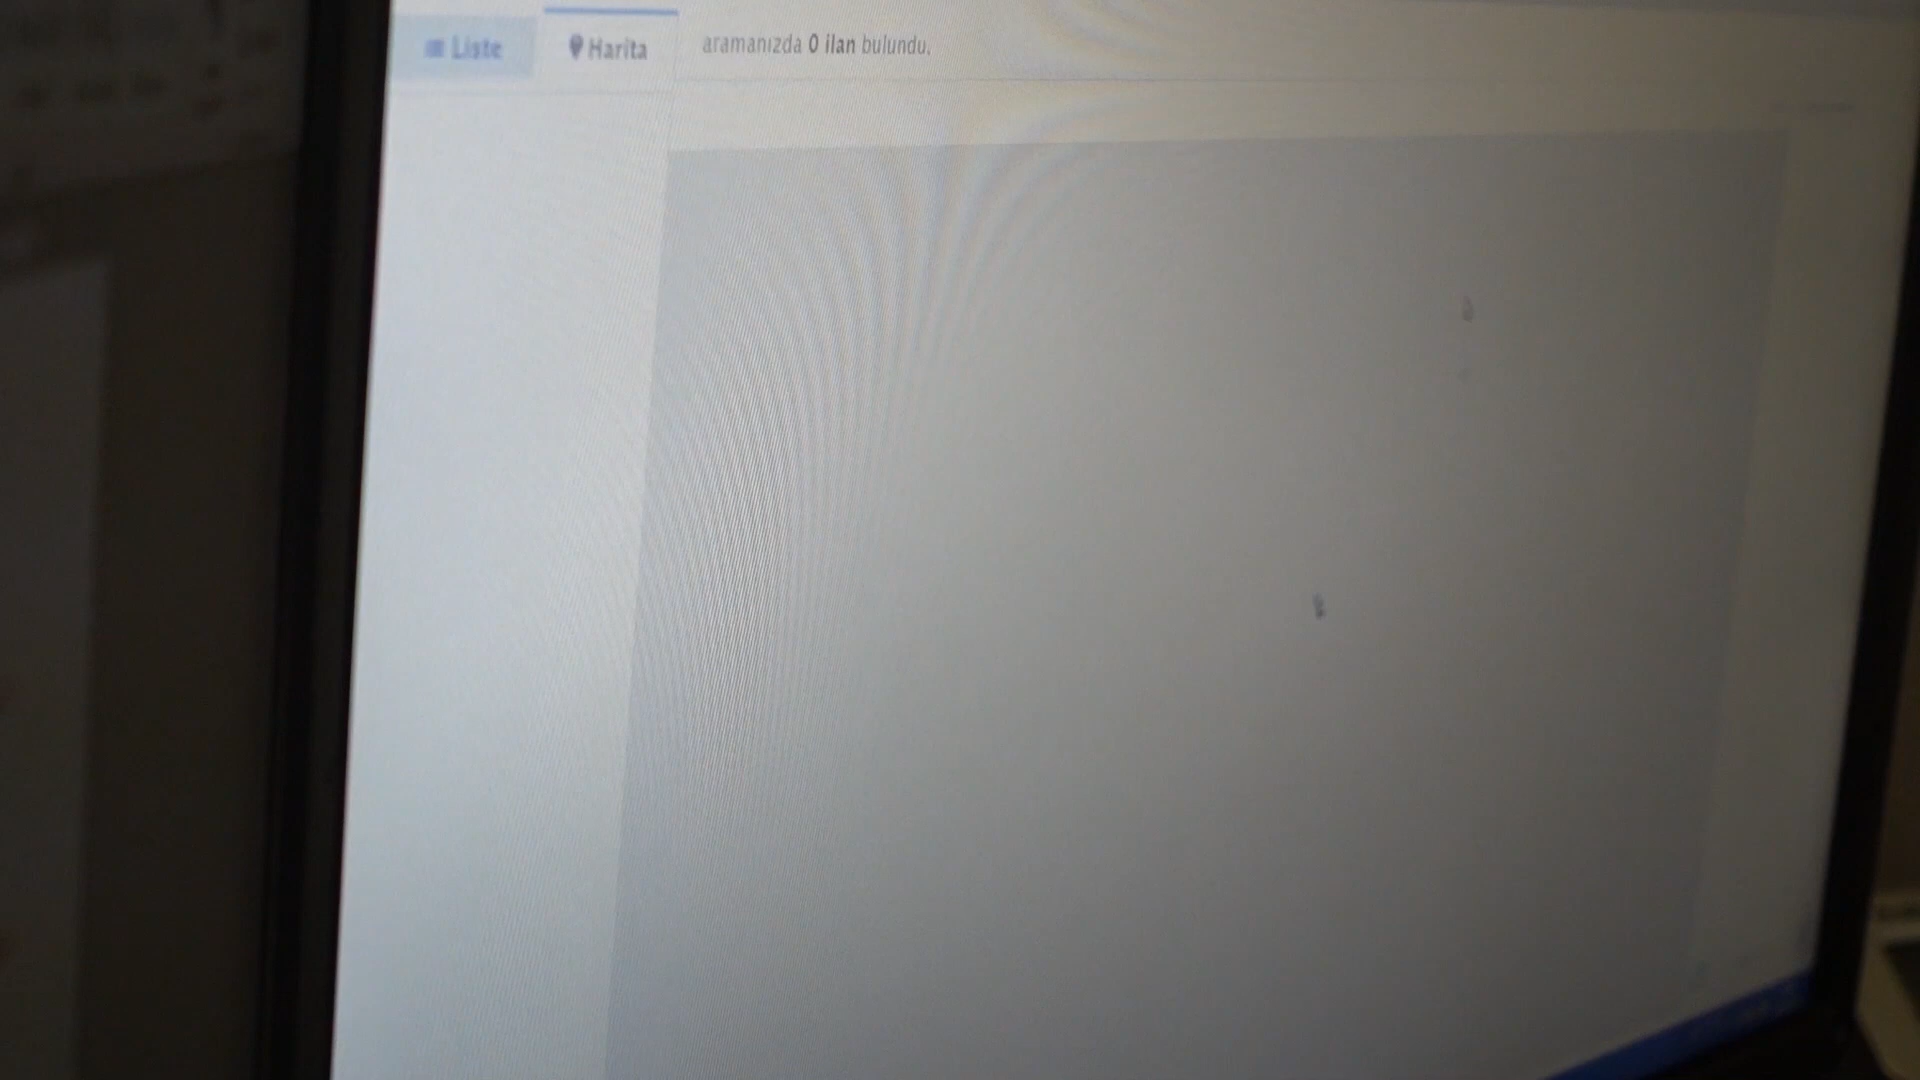 Liste
Harita
aramanızda 0 ilan bulundu.